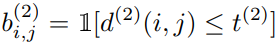 b_{i,j}^{(2)} = 𝟙[d^{(2)}(i, j) ≤ t^{(2)}]